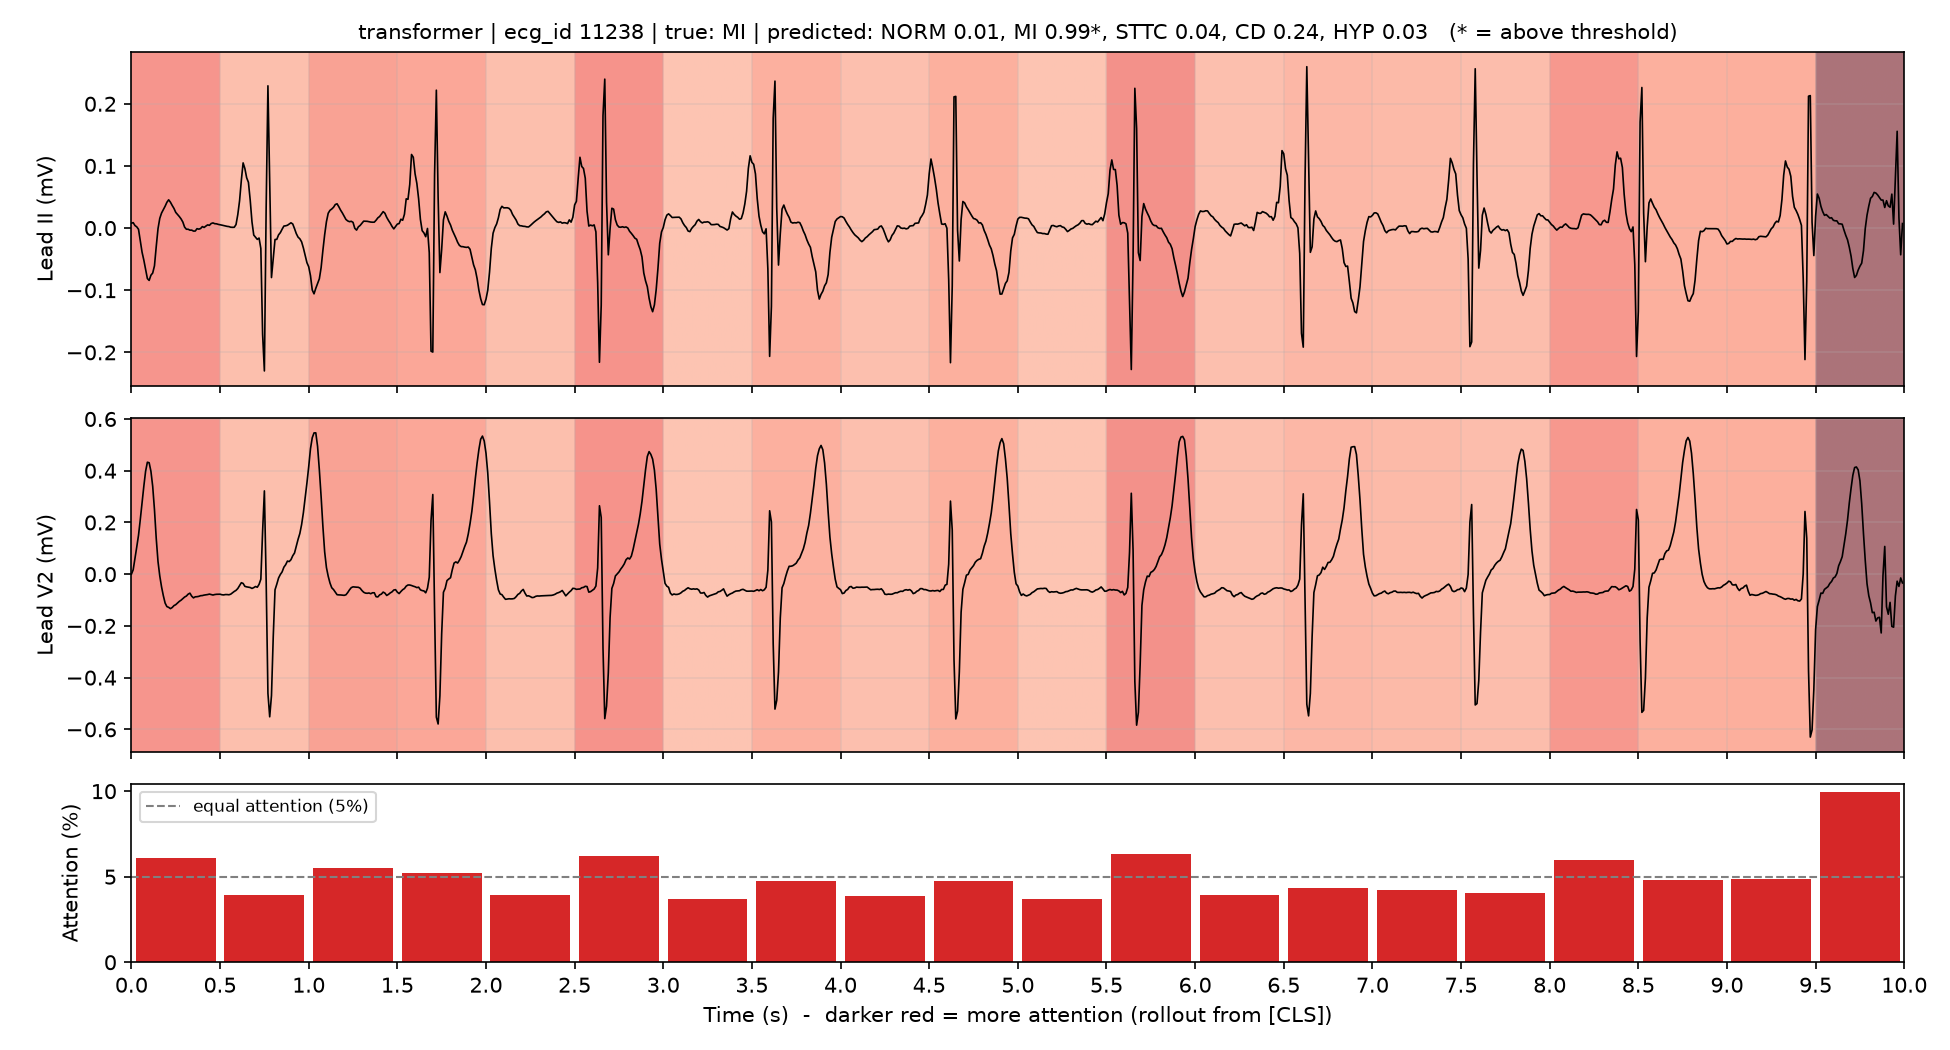 transformer | ecg_id 11238 | true: MI | predicted: NORM 0.01, MI 0.99*, STTC 0.04, CD 0.24, HYP 0.03 (* = above threshold)
Lead II (mV)
0.2
0.1
0.0
−0.1
−0.2
Lead V2 (mV)
0.6
0.4
0.2
0.0
−0.2
−0.4
−0.6
Attention (%)
10
5
0
equal attention (5%)
0.0 0.5 1.0 1.5 2.0 2.5 3.0 3.5 4.0 4.5 5.0 5.5 6.0 6.5 7.0 7.5 8.0 8.5 9.0 9.5 10.0
Time (s) - darker red = more attention (rollout from [CLS])